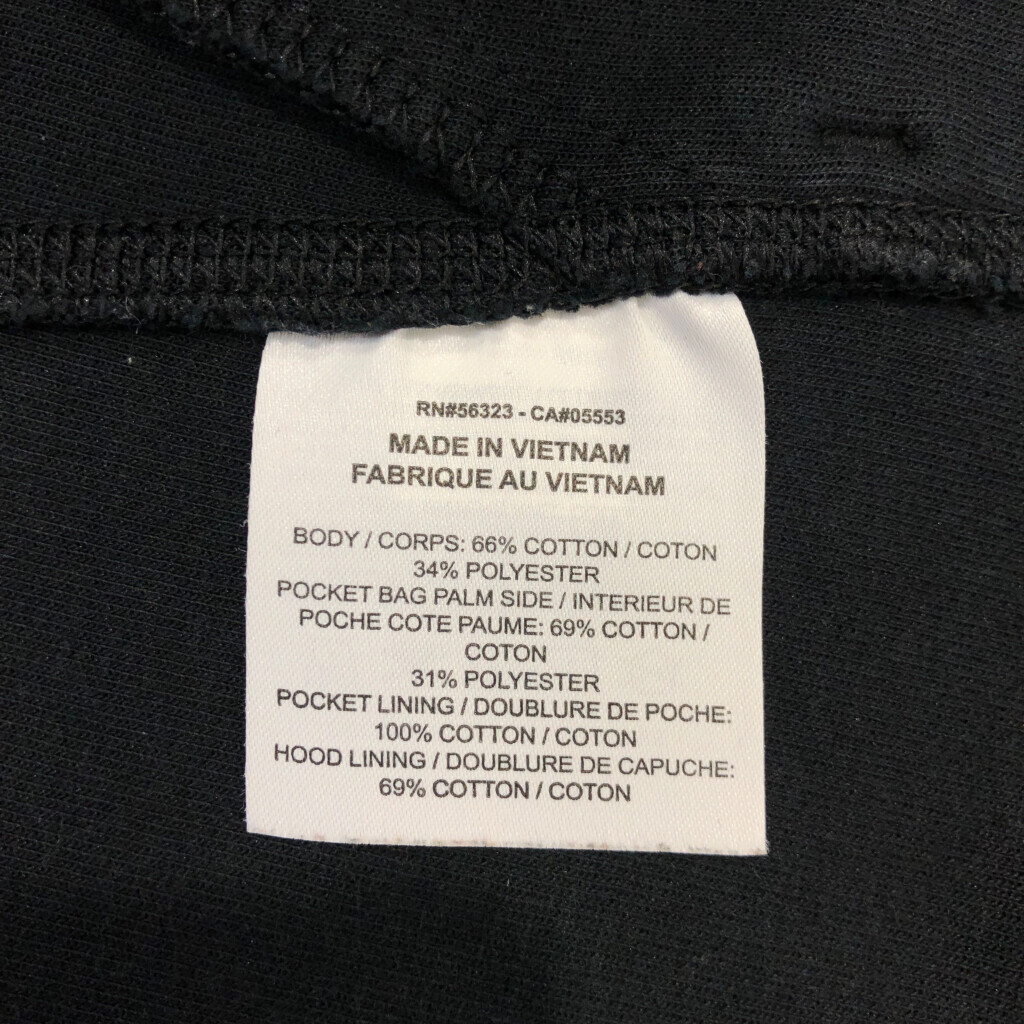 RN#56323 - CA#05553
MADE IN VIETNAM
FABRIQUE AU VIETNAM
BODY / CORPS: 66% COTTON / COTON
34% POLYESTER
POCKET BAG PALM SIDE / INTERIEUR DE
POCHE COTE PAUME: 69% COTTON /
COTON
31% POLYESTER
POCKET LINING / DOUBLURE DE POCHE:
100% COTTON / COTON
HOOD LINING / DOUBLURE DE CAPUCHE:
69% COTTON / COTON